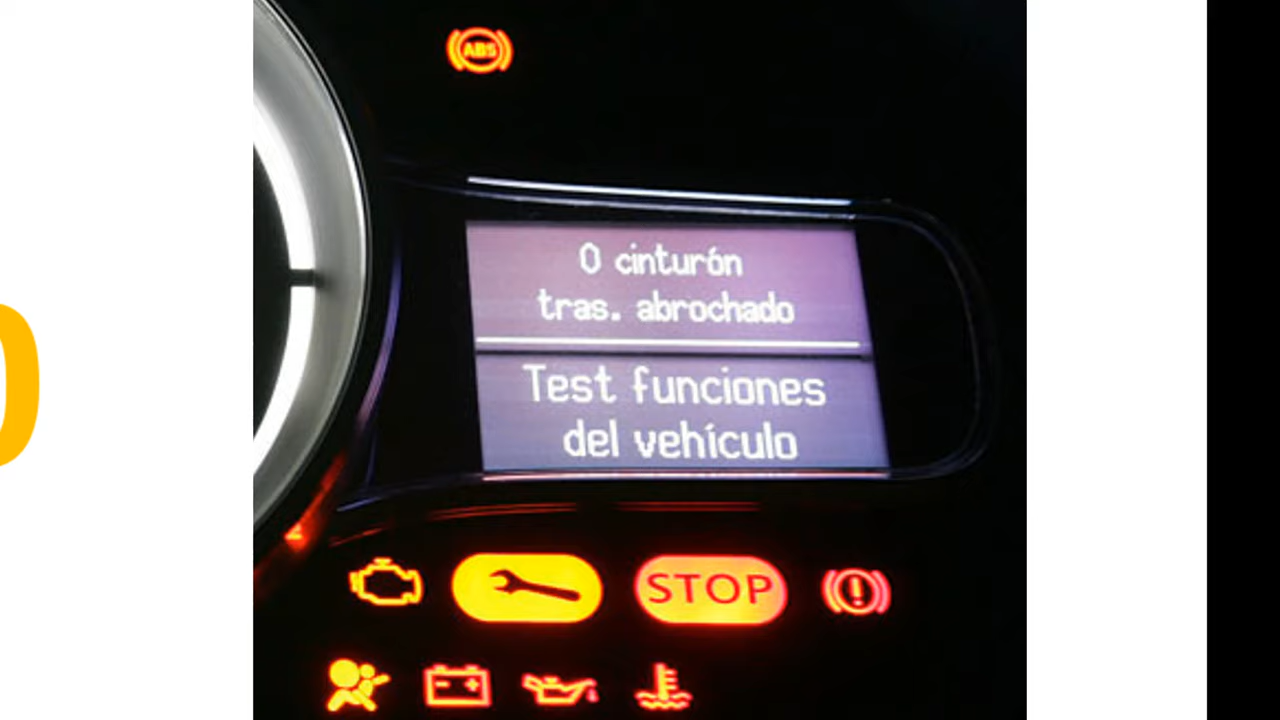 ABS
0 cinturón
tras. abrochado
Test funciones
del vehículo
STOP